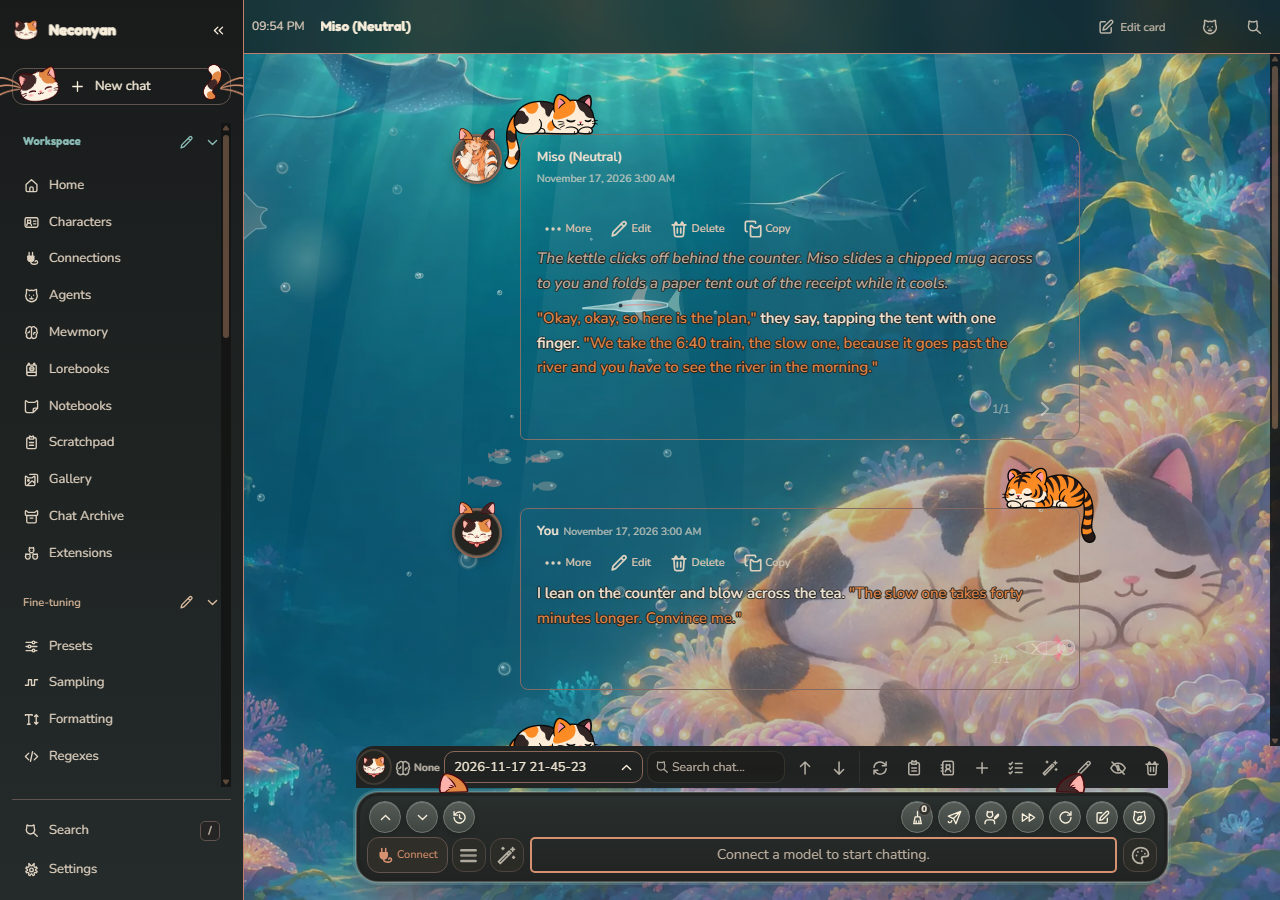 Neconyan
New chat
Workspace
Home
Characters
Connections
Agents
Mewmory
Lorebooks
Notebooks
Scratchpad
Gallery
Chat Archive
Extensions
Fine-tuning
Presets
Sampling
Formatting
Regexes
Search /
Settings
09:54 PM Miso (Neutral) Edit card
Miso (Neutral)
November 17, 2026 3:00 AM
More Edit Delete Copy
The kettle clicks off behind the counter. Miso slides a chipped mug across
to you and folds a paper tent out of the receipt while it cools.
"Okay, okay, so here is the plan," they say, tapping the tent with one
finger. "We take the 6:40 train, the slow one, because it goes past the
river and you have to see the river in the morning."
1/1
You November 17, 2026 3:00 AM
More Edit Delete Copy
I lean on the counter and blow across the tea. "The slow one takes forty
minutes longer. Convince me."
1/1
None 2026-11-17 21-45-23 Search chat...
0
Connect Connect a model to start chatting.